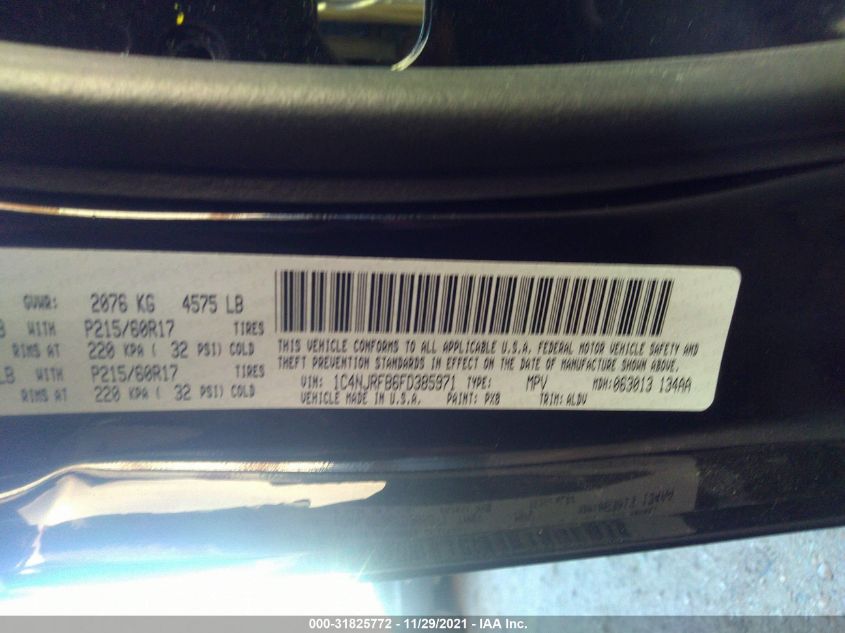 GVWR: 2076 KG 4575 LB
B WITH P215/60R17 TIRES
RIMS AT 220 KPA ( 32 PSI) COLD
LB WITH P215/60R17 TIRES
RIMS AT 220 KPA ( 32 PSI) COLD
THIS VEHICLE CONFORMS TO ALL APPLICABLE U.S.A. FEDERAL MOTOR VEHICLE SAFETY AND
THEFT PREVENTION STANDARDS IN EFFECT ON THE DATE OF MANUFACTURE SHOWN ABOVE.
VIN: 1C4NJRFB6FD385971 TYPE: MPV MDH: 063013 134AA
VEHICLE MADE IN U.S.A. PAINT: PX8 TRIM: ALDV
000-31825772 - 11/29/2021 - IAA Inc.